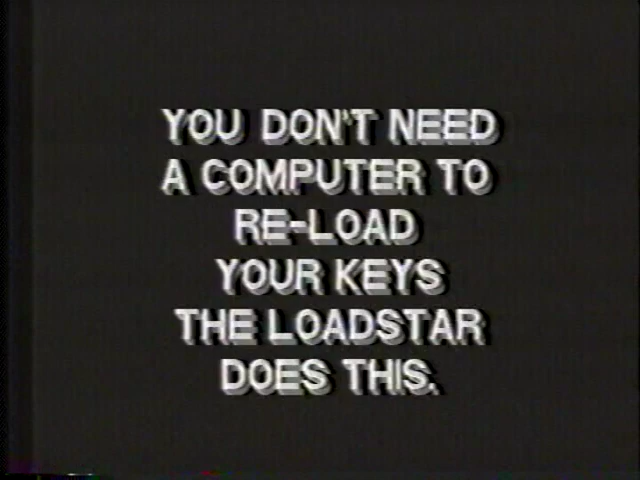 YOU DON'T NEED
A COMPUTER TO
RE-LOAD
YOUR KEYS
THE LOADSTAR
DOES THIS.